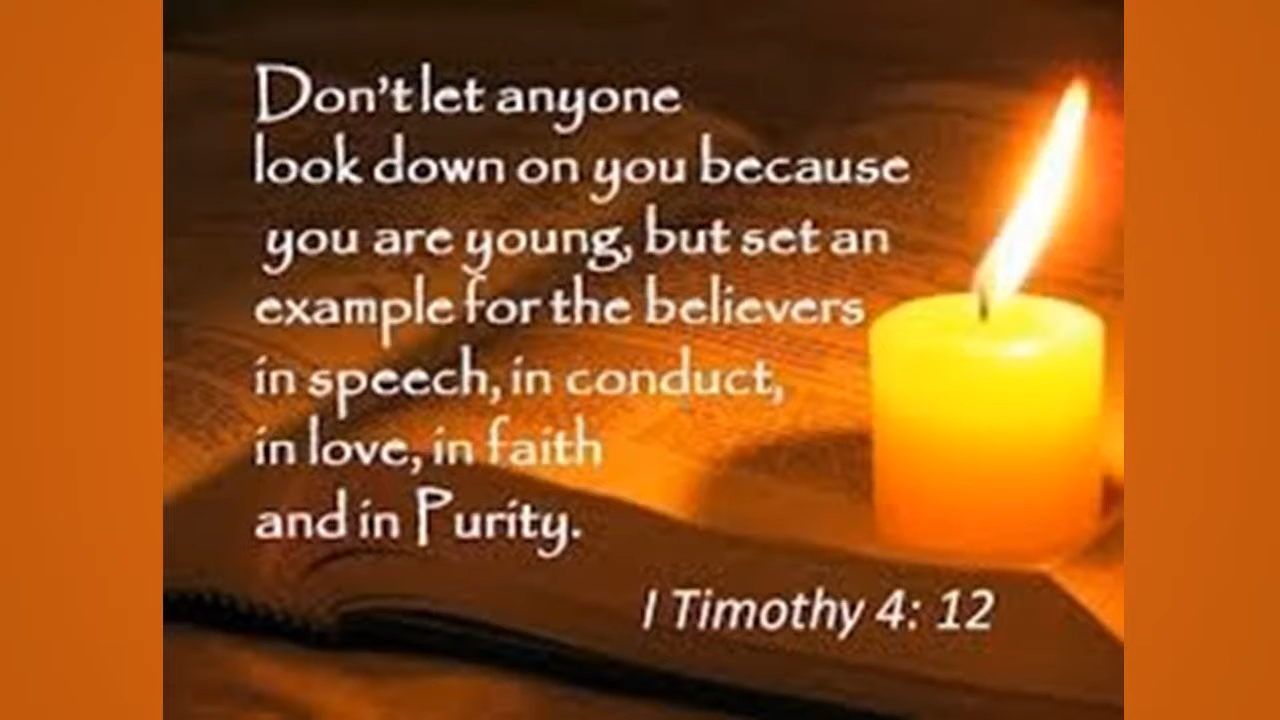 Don't let anyone
look down on you because
you are young, but set an
example for the believers
in speech, in conduct,
in love, in faith
and in Purity.
I Timothy 4: 12